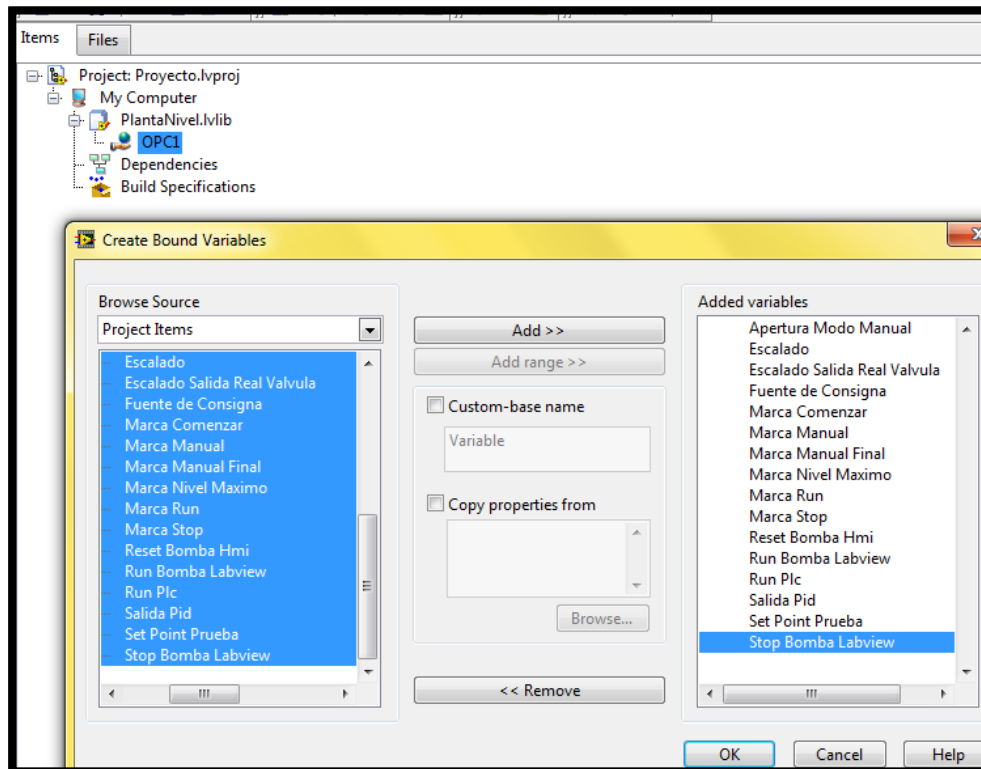 Items
Files
Project: Proyecto.lvproj
My Computer
PlantaNivel.lvlib
OPC1
Dependencies
Build Specifications
Create Bound Variables
Browse Source
Project Items
Escalado
Escalado Salida Real Valvula
Fuente de Consigna
Marca Comenzar
Marca Manual
Marca Manual Final
Marca Nivel Maximo
Marca Run
Marca Stop
Reset Bomba Hmi
Run Bomba Labview
Run Plc
Salida Pid
Set Point Prueba
Stop Bomba Labview
Add >>
Add range >>
Custom-base name
Variable
Copy properties from
Browse...
<< Remove
Added variables
Apertura Modo Manual
Escalado
Escalado Salida Real Valvula
Fuente de Consigna
Marca Comenzar
Marca Manual
Marca Manual Final
Marca Nivel Maximo
Marca Run
Marca Stop
Reset Bomba Hmi
Run Bomba Labview
Run Plc
Salida Pid
Set Point Prueba
Stop Bomba Labview
OK
Cancel
Help